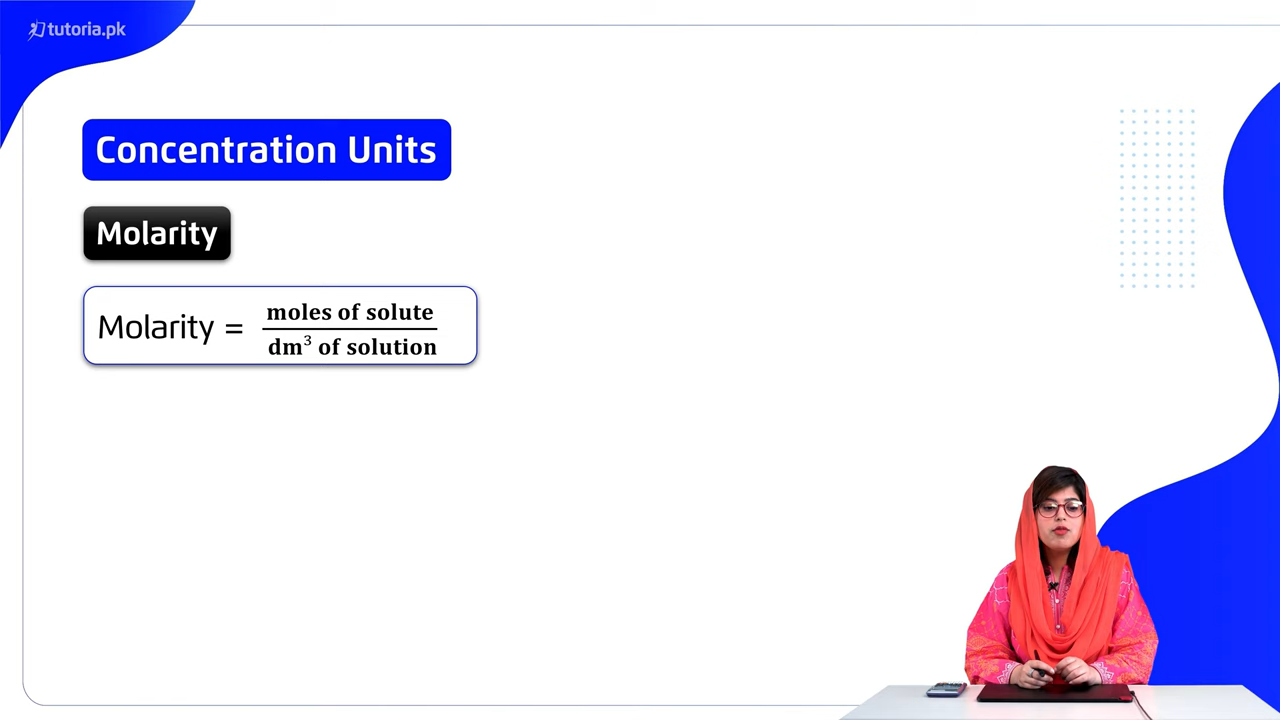 tutoria.pk
Concentration Units
Molarity
Molarity = moles of solute
dm³ of solution